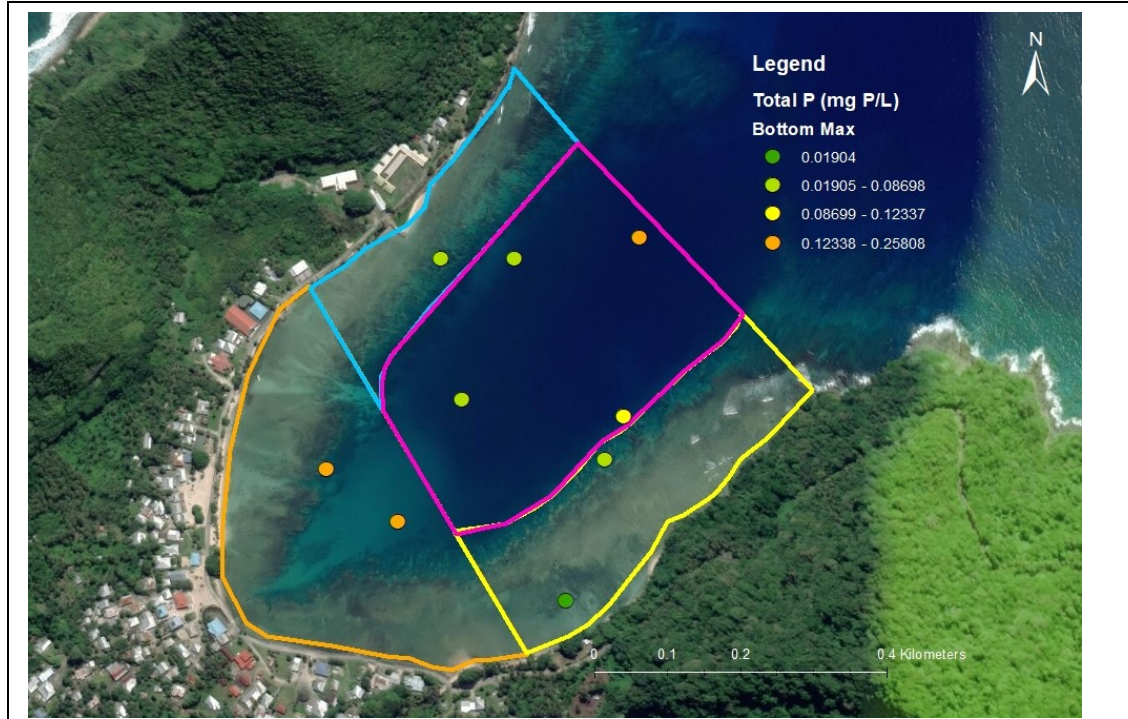 N
Legend
Total P (mg P/L)
Bottom Max
0.01904
0.01905 - 0.08698
0.08699 - 0.12337
0.12338 - 0.25808
0 0.1 0.2 0.4 Kilometers